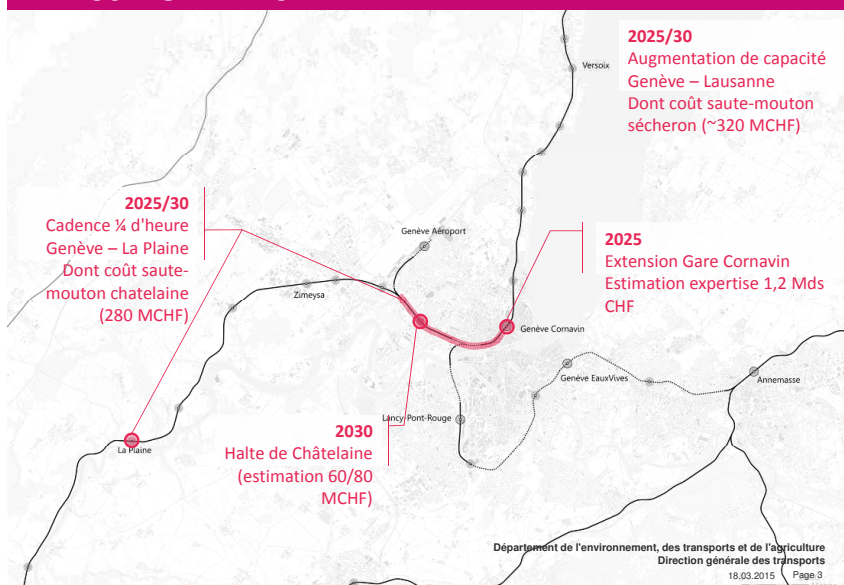 2025/30
Augmentation de capacité
Genève – Lausanne
Dont coût saute-mouton
sécheron (~320 MCHF)
Versoix
2025/30
Cadence ¼ d'heure
Genève – La Plaine
Dont coût saute-
mouton chatelaine
(280 MCHF)
Genève Aéroport
2025
Extension Gare Cornavin
Estimation expertise 1,2 Mds
CHF
Zimeysa
Genève Cornavin
Genève EauxVives
Annemasse
Lancy-Pont-Rouge
2030
Halte de Châtelaine
(estimation 60/80
MCHF)
La Plaine
Département de l'environnement, des transports et de l'agriculture
Direction générale des transports
18.03.2015 Page 3